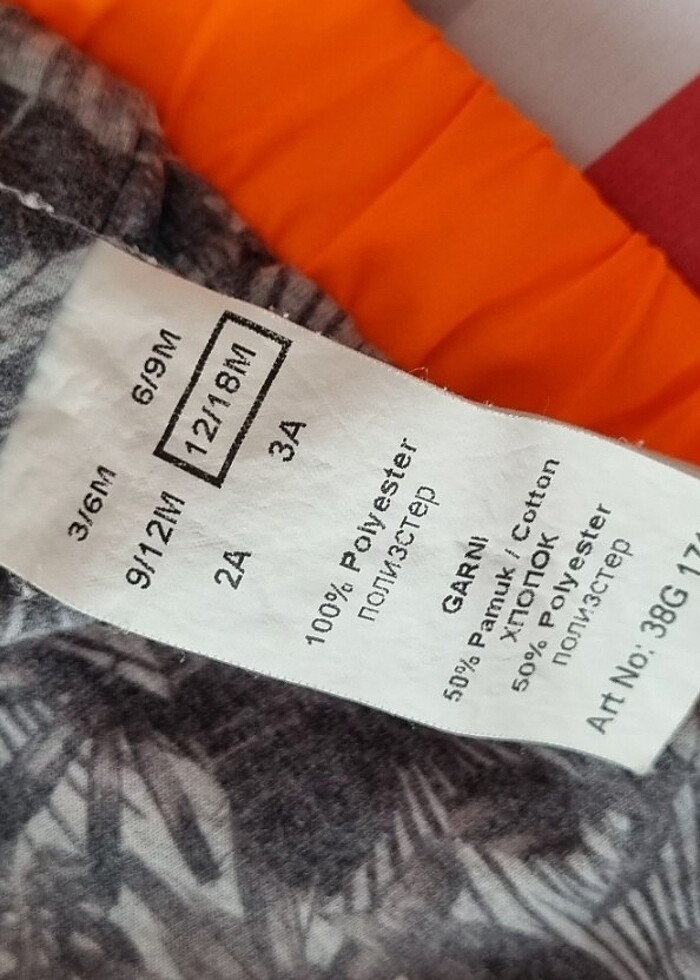 3/6M 6/9M
9/12M 12/18M
2A 3A
100% Polyester
полизстер
GARNI
50% Pamuk / Cotton
хпопок
50% Polyester
полизстер
Art No: 38G